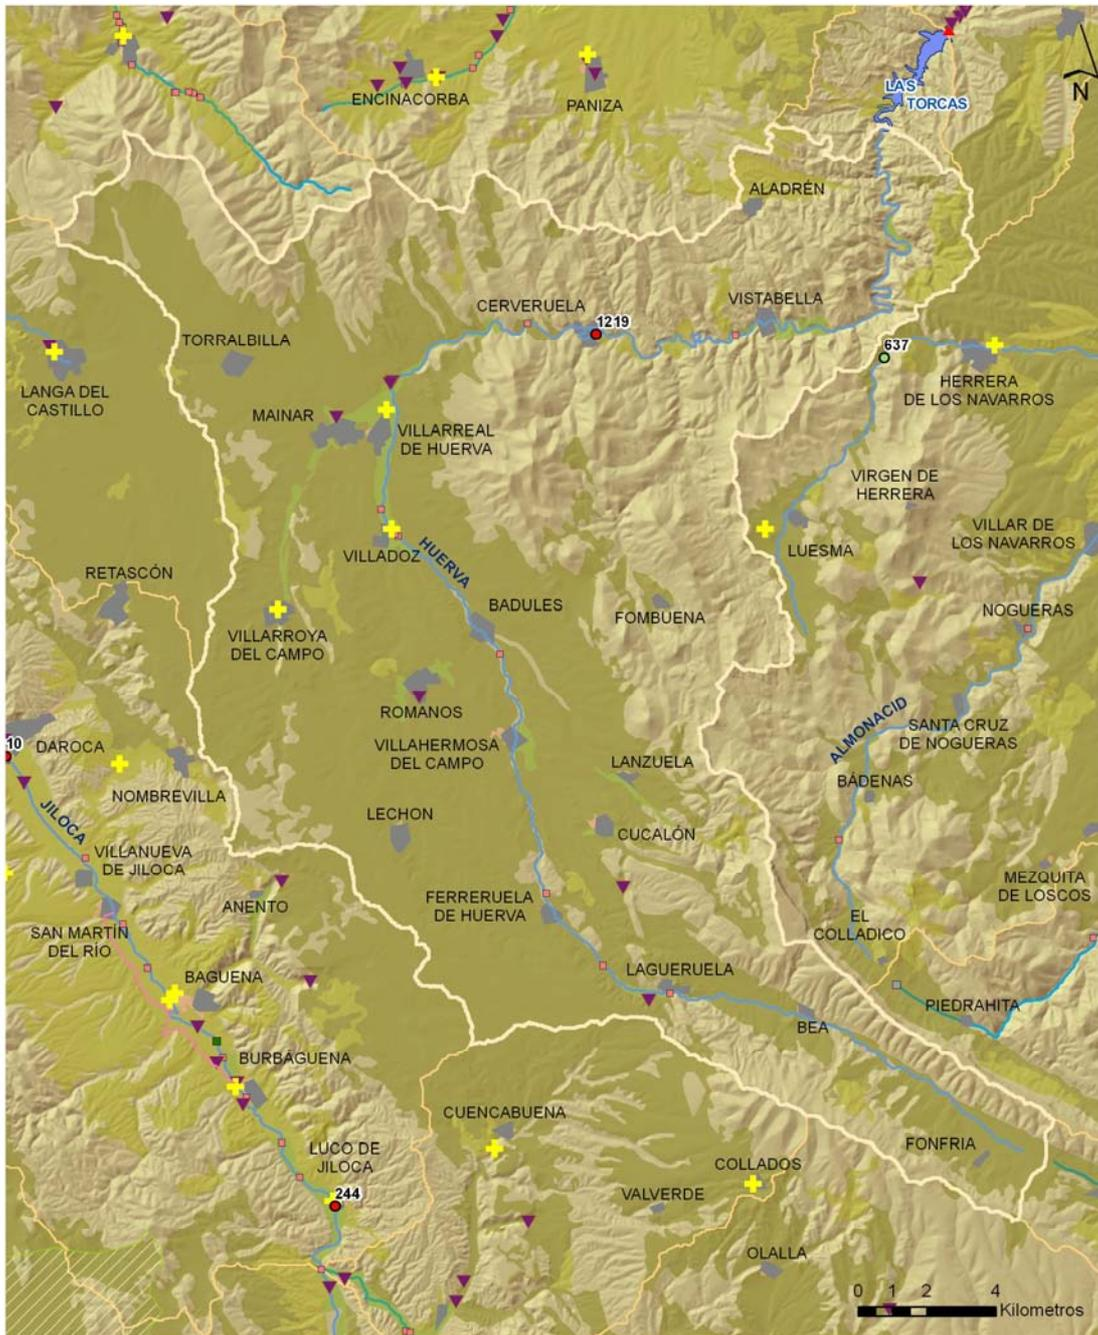 ENCINACORBA
PANIZA
LAS
TORCAS
N
ALADRÉN
CERVERUELA
VISTABELLA
1219
637
TORRALBILLA
LANGA DEL
CASTILLO
HERRERA
DE LOS NAVARROS
MAINAR
VILLARREAL
DE HUERVA
VIRGEN DE
HERRERA
VILLAR DE
LOS NAVARROS
LUESMA
VILLADOZ
HUERVA
RETASCÓN
BADULES
FOMBUENA
NOGUERAS
VILLARROYA
DEL CAMPO
ROMANOS
ALMONACID
SANTA CRUZ
DE NOGUERAS
10
DAROCA
VILLAHERMOSA
DEL CAMPO
LANZUELA
BÁDENAS
NOMBREVILLA
JILOCA
LECHON
CUCALÓN
VILLANUEVA
DE JILOCA
MEZQUITA
DE LOSCOS
ANENTO
FERRERUELA
DE HUERVA
EL
COLLADICO
SAN MARTÍN
DEL RÍO
BAGUENA
LAGUERUELA
PIEDRAHITA
BEA
BURBÁGUENA
CUENCABUENA
LUCO DE
JILOCA
FONFRIA
COLLADOS
244
VALVERDE
OLALLA
0 1 2 4
Kilometros